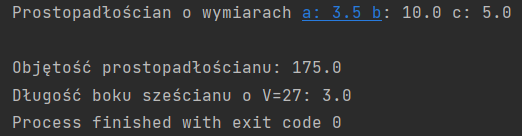 Prostopadłościan o wymiarach a: 3.5 b: 10.0 c: 5.0
Objętość prostopadłościanu: 175.0
Długość boku sześcianu o V=27: 3.0
Process finished with exit code 0